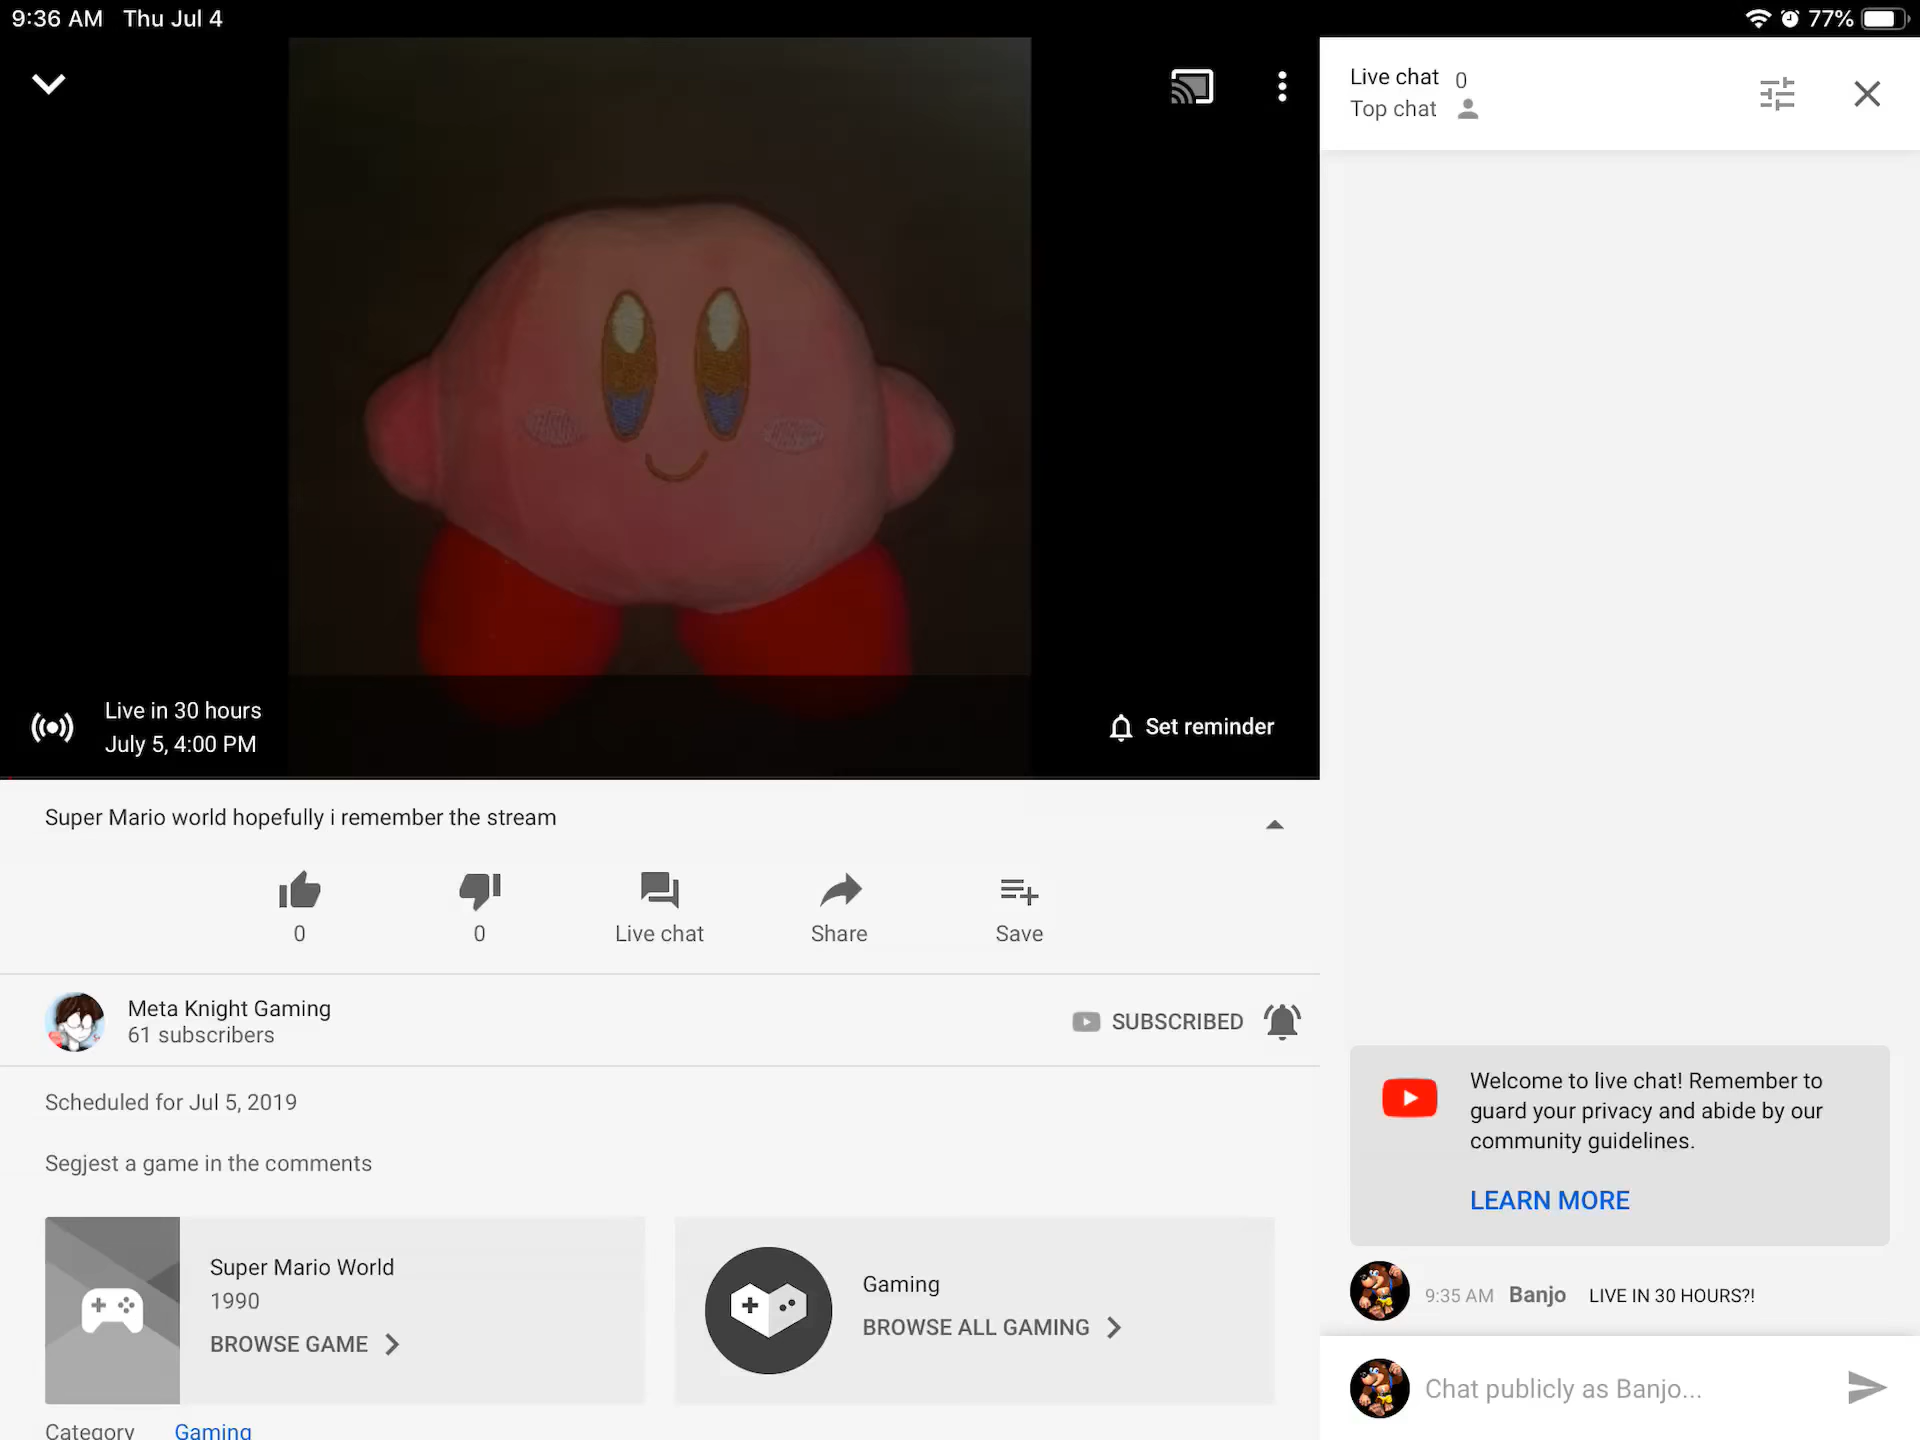 9:36 AM Thu Jul 4
77%
Live in 30 hours
July 5, 4:00 PM
Set reminder
Super Mario world hopefully i remember the stream
0
0
Live chat
Share
Save
Meta Knight Gaming
61 subscribers
SUBSCRIBED
Scheduled for Jul 5, 2019
Segjest a game in the comments
Super Mario World
1990
BROWSE GAME
Gaming
BROWSE ALL GAMING
Category Gaming
Live chat 0
Top chat
Welcome to live chat! Remember to
guard your privacy and abide by our
community guidelines.
LEARN MORE
9:35 AM Banjo LIVE IN 30 HOURS?!
Chat publicly as Banjo...